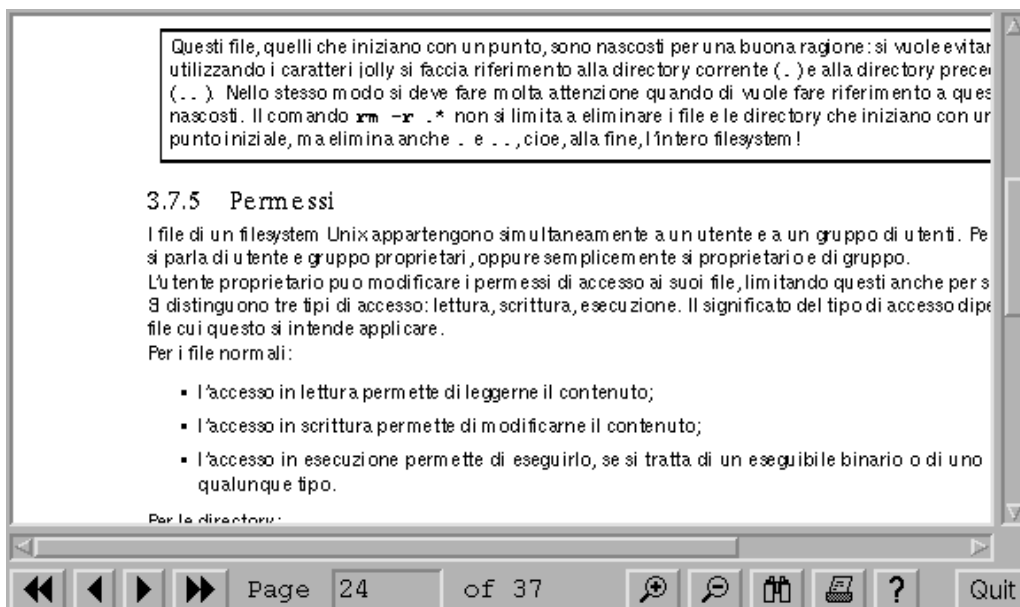 Questi file, quelli che iniziano con un punto, sono nascosti per una buona ragione: si vuole evitar
utilizzando i caratteri jolly si faccia riferimento alla directory corrente (.) e alla directory prece
(..). Nello stesso modo si deve fare molta attenzione quando di vuole fare riferimento a ques
nascosti. Il comando rm -r .* non si limita a eliminare i file e le directory che iniziano con un
punto iniziale, ma elimina anche . e .., cioe, alla fine, l'intero filesystem!
3.7.5 Permessi
I file di un filesystem Unix appartengono simultaneamente a un utente e a un gruppo di utenti. Pe
si parla di utente e gruppo proprietari, oppure semplicemente si proprietario e di gruppo.
L'utente proprietario puo modificare i permessi di accesso ai suoi file, limitando questi anche per s
Si distinguono tre tipi di accesso: lettura, scrittura, esecuzione. Il significato del tipo di accesso dipe
file cui questo si intende applicare.
Per i file normali:
▪ l'accesso in lettura permette di leggerne il contenuto;
▪ l'accesso in scrittura permette di modificarne il contenuto;
▪ l'accesso in esecuzione permette di eseguirlo, se si tratta di un eseguibile binario o di uno
qualunque tipo.
Per le directory:
Page 24 of 37 ? Quit